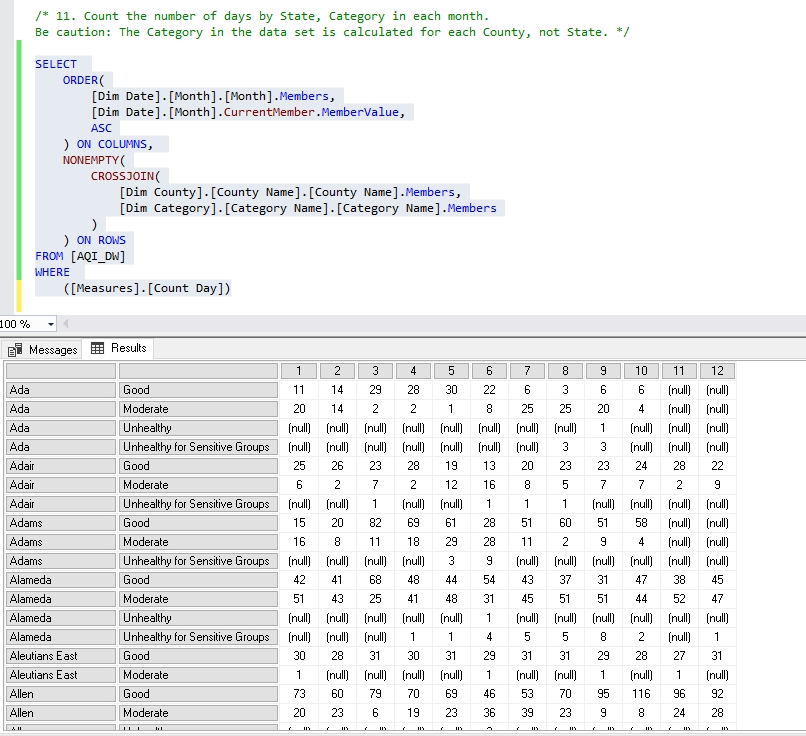 /* 11. Count the number of days by State, Category in each month.
Be caution: The Category in the data set is calculated for each County, not State. */
SELECT
ORDER(
[Dim Date].[Month].[Month].Members,
[Dim Date].[Month].CurrentMember.MemberValue,
ASC
) ON COLUMNS,
NONEMPTY(
CROSSJOIN(
[Dim County].[County Name].[County Name].Members,
[Dim Category].[Category Name].[Category Name].Members
)
) ON ROWS
FROM [AQI_DW]
WHERE
([Measures].[Count Day])
100 %
Messages Results
1 2 3 4 5 6 7 8 9 10 11 12
Ada Good 11 14 29 28 30 22 6 3 6 6 (null) (null)
Ada Moderate 20 14 2 2 1 8 25 25 20 4 (null) (null)
Ada Unhealthy (null) (null) (null) (null) (null) (null) (null) (null) 1 (null) (null) (null)
Ada Unhealthy for Sensitive Groups (null) (null) (null) (null) (null) (null) (null) 3 3 (null) (null) (null)
Adair Good 25 26 23 28 19 13 20 23 23 24 28 22
Adair Moderate 6 2 7 2 12 16 8 5 7 7 2 9
Adair Unhealthy for Sensitive Groups (null) (null) 1 (null) (null) 1 1 1 (null) (null) (null) (null)
Adams Good 15 20 82 69 61 28 51 60 51 58 (null) (null)
Adams Moderate 16 8 11 18 29 28 11 2 9 4 (null) (null)
Adams Unhealthy for Sensitive Groups (null) (null) (null) (null) 3 9 (null) (null) (null) (null) (null) (null)
Alameda Good 42 41 68 48 44 54 43 37 31 47 38 45
Alameda Moderate 51 43 25 41 48 31 45 51 51 44 52 47
Alameda Unhealthy (null) (null) (null) (null) (null) 1 (null) (null) (null) (null) (null) (null)
Alameda Unhealthy for Sensitive Groups (null) (null) (null) 1 1 4 5 5 8 2 (null) 1
Aleutians East Good 30 28 31 30 31 29 31 31 29 28 27 31
Aleutians East Moderate 1 (null) (null) (null) (null) 1 (null) (null) 1 (null) 1 (null)
Allen Good 73 60 79 70 69 46 53 70 95 116 96 92
Allen Moderate 20 23 6 19 23 36 39 23 9 8 24 28